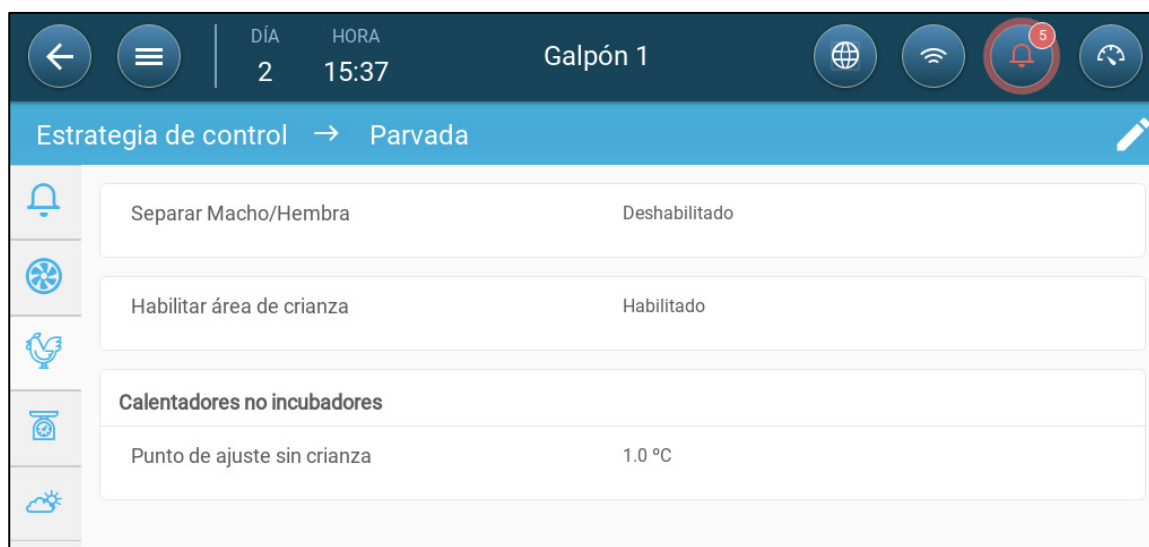 DÍA HORA
2 15:37 Galpón 1 5
Estrategia de control → Parvada
Separar Macho/Hembra Deshabilitado
Habilitar área de crianza Habilitado
Calentadores no incubadores
Punto de ajuste sin crianza 1.0 ºC